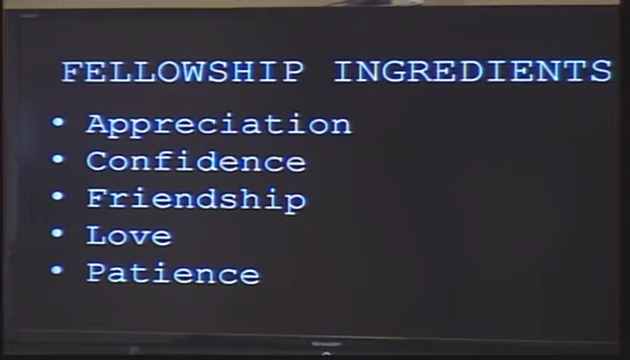 FELLOWSHIP INGREDIENTS
• Appreciation
• Confidence
• Friendship
• Love
• Patience